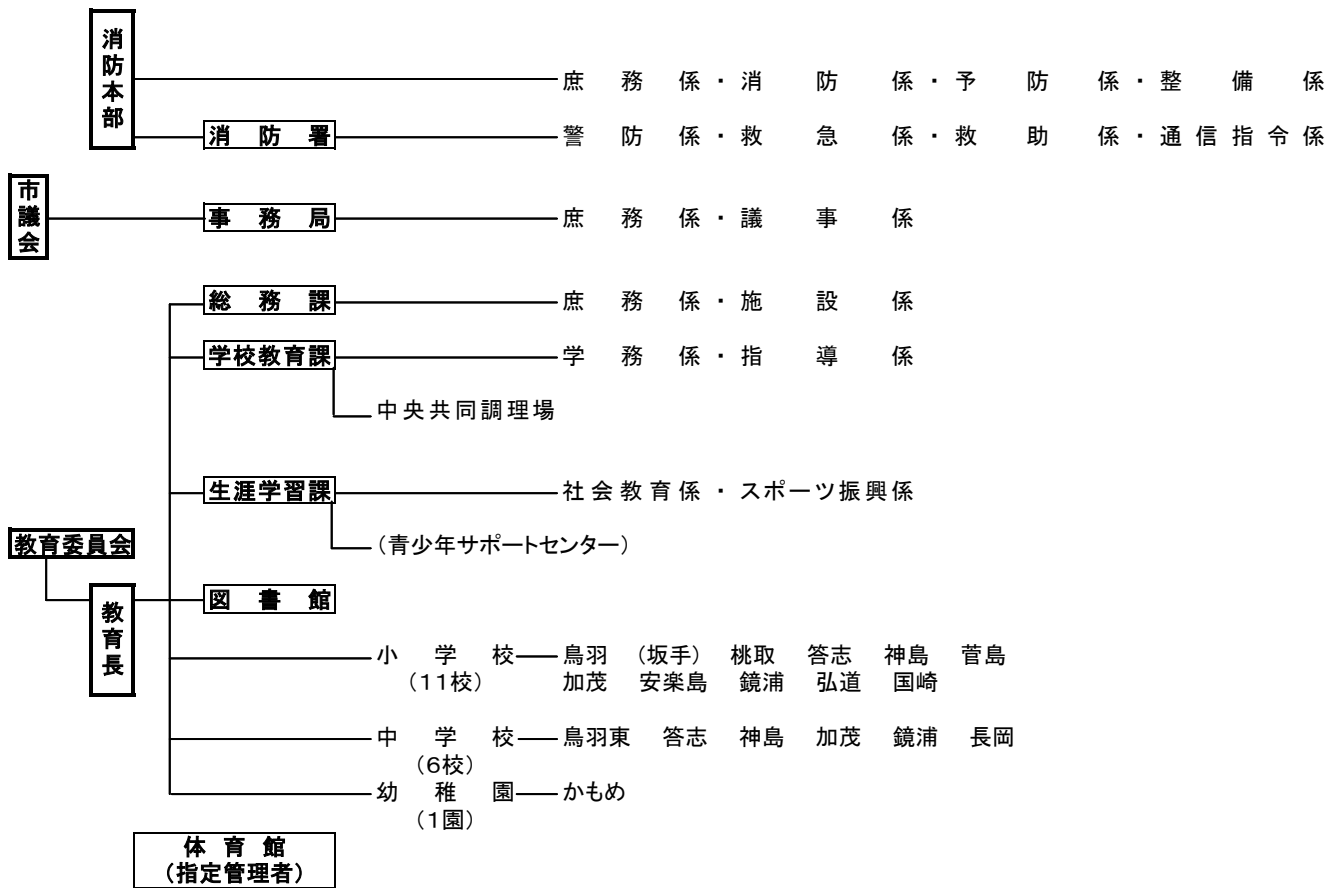 消防本部
庶務係・消防係・予防係・整備係
消防署
警防係・救急係・救助係・通信指令係
市議会
事務局
庶務係・議事係
総務課
庶務係・施設係
学校教育課
学務係・指導係
中央共同調理場
生涯学習課
社会教育係・スポーツ振興係
(青少年サポートセンター)
教育委員会
教育長
図書館
小学校
(11校)
鳥羽 (坂手) 桃取 答志 神島 菅島
加茂 安楽島 鏡浦 弘道 国崎
中学校
(6校)
鳥羽東 答志 神島 加茂 鏡浦 長岡
幼稚園
(1園)
かもめ
体育館
(指定管理者)